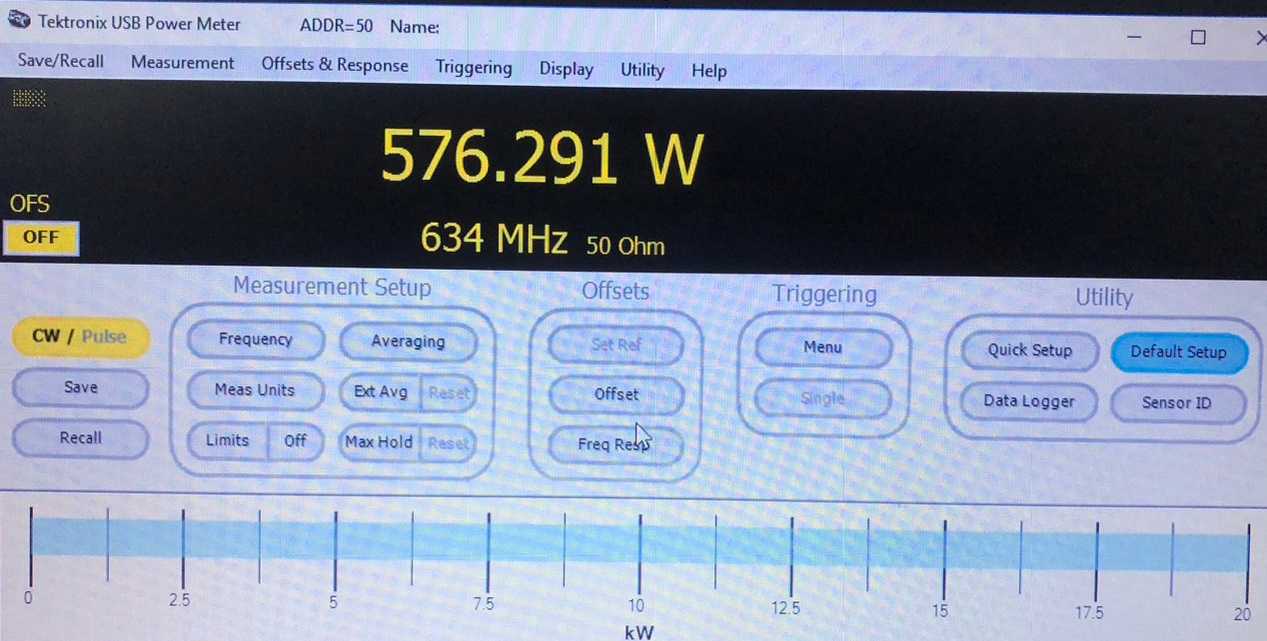 Tektronix USB Power Meter ADDR=50 Name:
Save/Recall Measurement Offsets & Response Triggering Display Utility Help
576.291 W
OFS
OFF
634 MHz 50 Ohm
Measurement Setup Offsets Triggering Utility
CW / Pulse Frequency Averaging Set Ref Menu Quick Setup Default Setup
Save Meas Units Ext Avg Reset Offset Single Data Logger Sensor ID
Recall Limits Off Max Hold Reset Freq Resp
0 2.5 5 7.5 10 12.5 15 17.5 20
kW